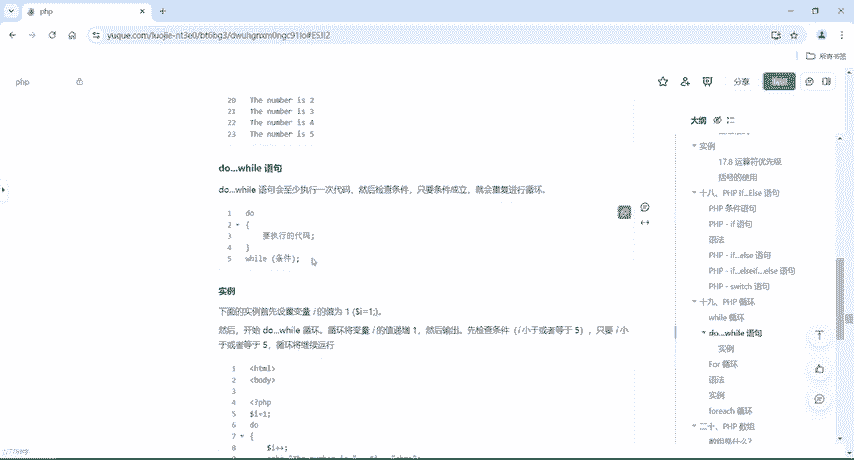 php
yuque.com/luojie-nt3e0/bt6bg3/dwuhgnxm0ngc91lo#E5Jl2
所有书签
php
分享
20 The number is 2
21 The number is 3
22 The number is 4
23 The number is 5
do...while 语句
do...while 语句会至少执行一次代码，然后检查条件，只要条件成立，就会重复进行循环。
1 do
2 {
3 要执行的代码;
4 }
5 while (条件);
实例
下面的实例首先设置变量 i 的值为 1 ($i=1;)。
然后，开始 do...while 循环。循环将变量 i 的值递增 1，然后输出。先检查条件（i 小于或者等于 5），只要 i 小
于或者等于 5，循环将继续运行
1 <html>
2 <body>
3
4 <?php
5 $i=1;
6 do
7 {
8 $i++;
大纲
实例
17.8 运算符优先级
括号的使用
十八、PHP If...Else 语句
PHP 条件语句
PHP - if 语句
语法
PHP - if...else 语句
PHP - if...elseif...else 语句
PHP - switch 语句
十九、PHP 循环
while 循环
do...while 语句
实例
For 循环
语法
实例
foreach 循环
二十、PHP 数组
数组是什么？